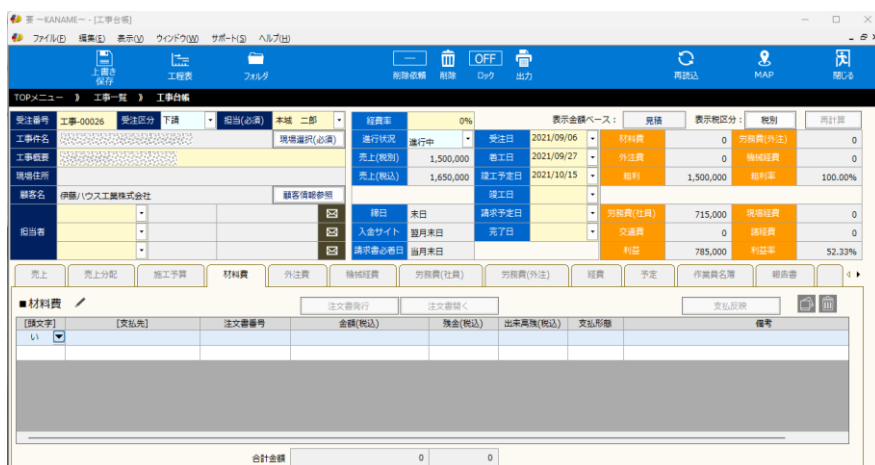 要 ～KANAME～ - [工事台帳]
ファイル(F) 編集(E) 表示(V) ウィンドウ(W) サポート(S) ヘルプ(H)
上書き保存 工程表 フォルダ 削除依頼 削除 OFF ロック 出力 再読込 MAP 閉じる
TOPメニュー 》 工事一覧 》 工事台帳
受注番号 工事-00026 受注区分 下請 担当(必須) 本城 二郎 経費率 0% 表示金額ベース： 見積 表示税区分： 税別 再計算
工事件名 現場選択(必須) 進行状況 進行中 受注日 2021/09/06 材料費 0 労務費(外注) 0
工事概要 売上(税別) 1,500,000 着工日 2021/09/27 外注費 0 機械経費 0
現場住所 売上(税込) 1,650,000 竣工予定日 2021/10/15 粗利 1,500,000 粗利率 100.00%
顧客名 伊藤ハウス工業株式会社 顧客情報参照 竣工日
締日 末日 請求予定日 労務費(社員) 715,000 現場経費 0
担当者 入金サイト 翌月末日 完了日 交通費 0 諸経費 0
請求書必着日 当月末日 利益 785,000 利益率 52.33%
売上 売上分配 施工予算 材料費 外注費 機械経費 労務費(社員) 労務費(外注) 経費 予定 作業員名簿 報告書
■材料費 注文書発行 注文書開く 支払反映
[頭文字] [支払先] 注文書番号 金額(税込) 残金(税込) 出来高残(税込) 支払形態 備考
い
合計金額 0 0